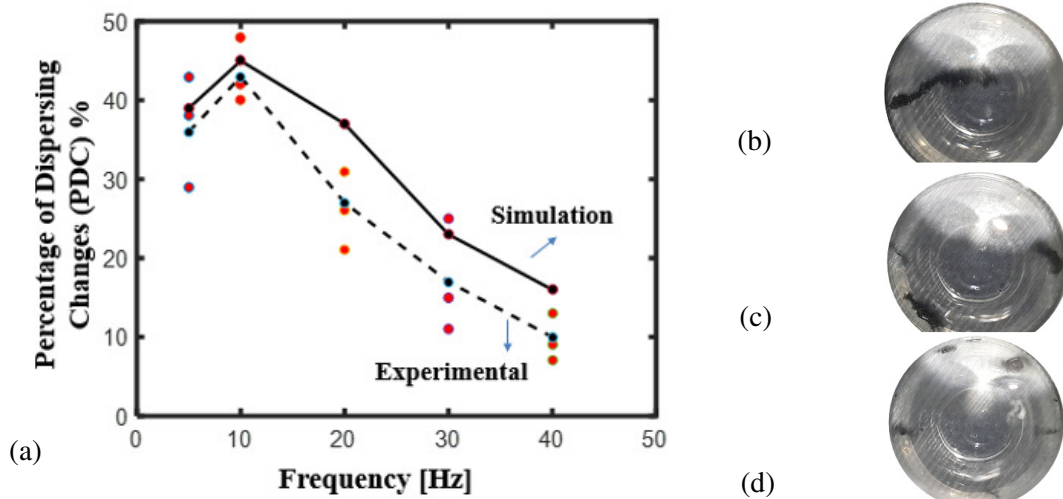 50
40
30
20
10
0
Percentage of Dispersing
Changes (PDC) %
Simulation
Experimental
0 10 20 30 40 50
Frequency [Hz]
(a)
(b)
(c)
(d)